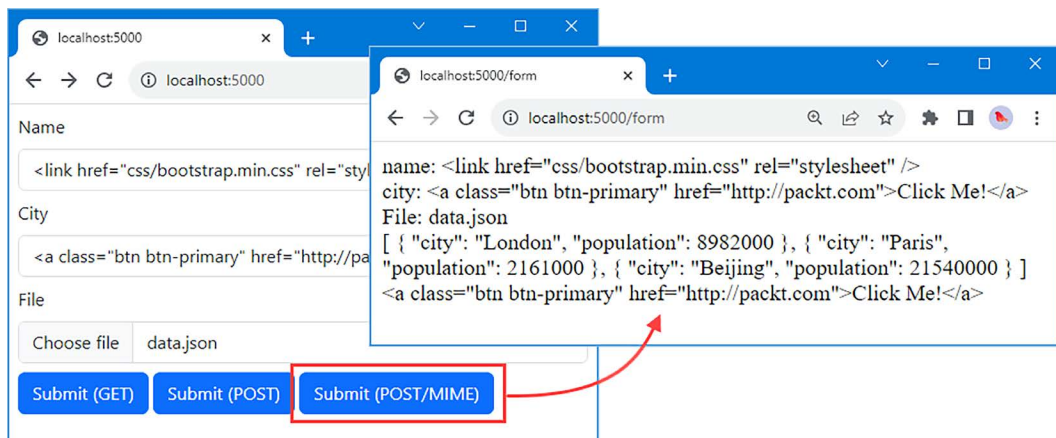 localhost:5000
localhost:5000
Name
<link href="css/bootstrap.min.css" rel="styl
City
<a class="btn btn-primary" href="http://pa
File
Choose file data.json
Submit (GET) Submit (POST) Submit (POST/MIME)
localhost:5000/form
localhost:5000/form
name: <link href="css/bootstrap.min.css" rel="stylesheet" />
city: <a class="btn btn-primary" href="http://packt.com">Click Me!</a>
File: data.json
[ { "city": "London", "population": 8982000 }, { "city": "Paris",
"population": 2161000 }, { "city": "Beijing", "population": 21540000 } ]
<a class="btn btn-primary" href="http://packt.com">Click Me!</a>